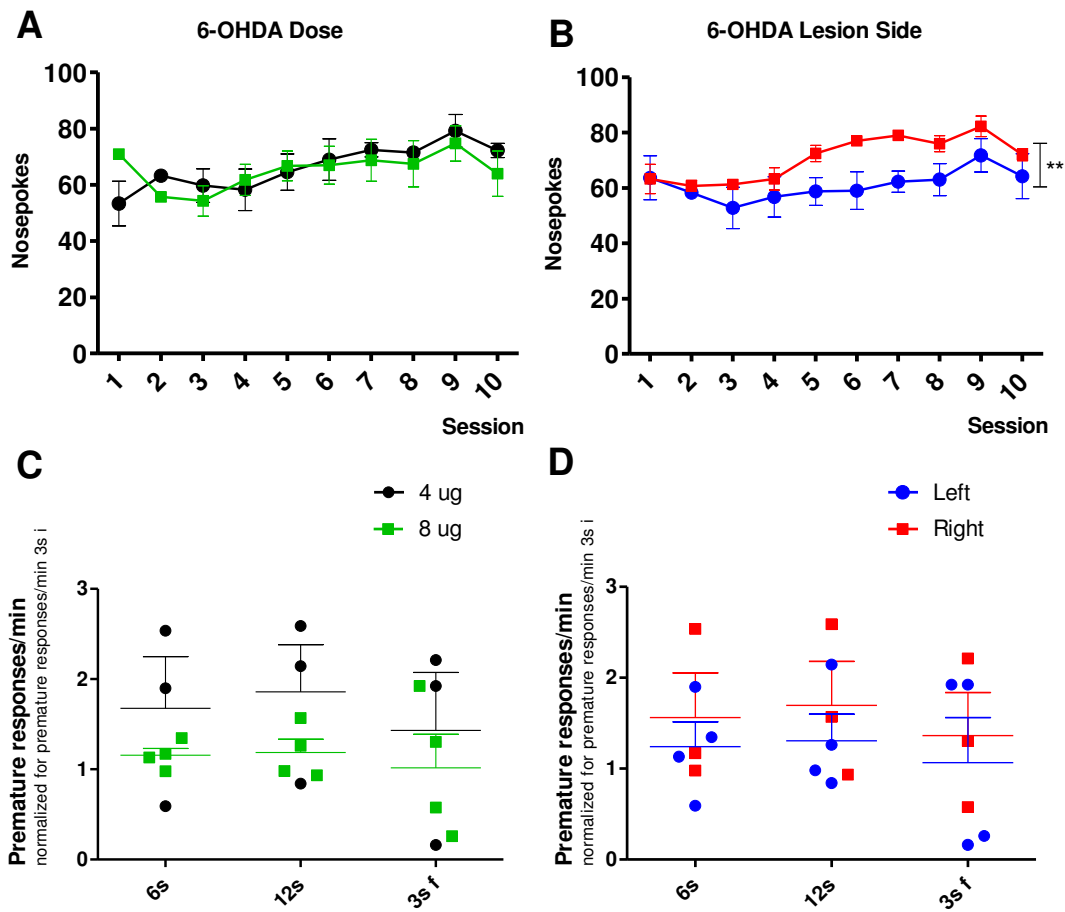 A
6-OHDA Dose
100
80
60
40
20
0
Nosepokes
1
2
3
4
5
6
7
8
9
10
Session
B
6-OHDA Lesion Side
100
80
60
40
20
0
Nosepokes
**
1
2
3
4
5
6
7
8
9
10
Session
C
4 ug
8 ug
Premature responses/min
normalized for premature responses/min 3s i
3
2
1
0
6s
12s
3s f
D
Left
Right
Premature responses/min
normalized for premature responses/min 3s i
3
2
1
0
6s
12s
3s f